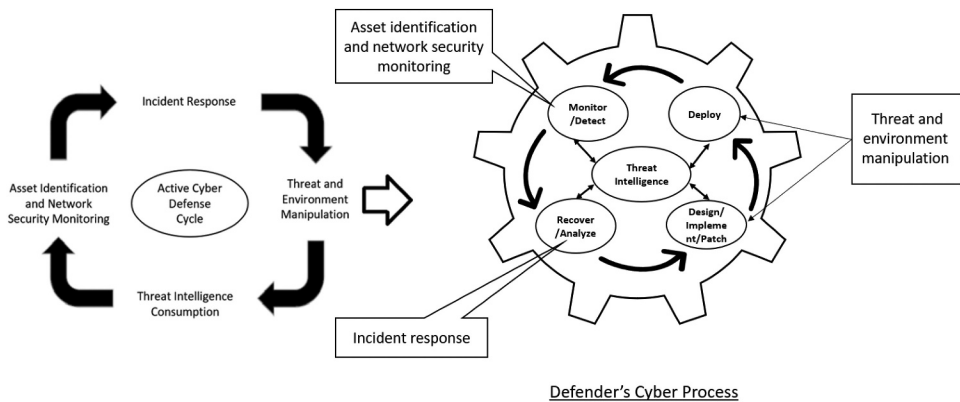 Incident Response
Asset Identification
and Network
Security Monitoring
Active Cyber
Defense
Cycle
Threat and
Environment
Manipulation
Threat Intelligence
Consumption
Asset identification
and network security
monitoring
Monitor
/Detect
Deploy
Threat
Intelligence
Recover
/Analyze
Design/
Impleme
nt/Patch
Threat and
environment
manipulation
Incident response
Defender’s Cyber Process